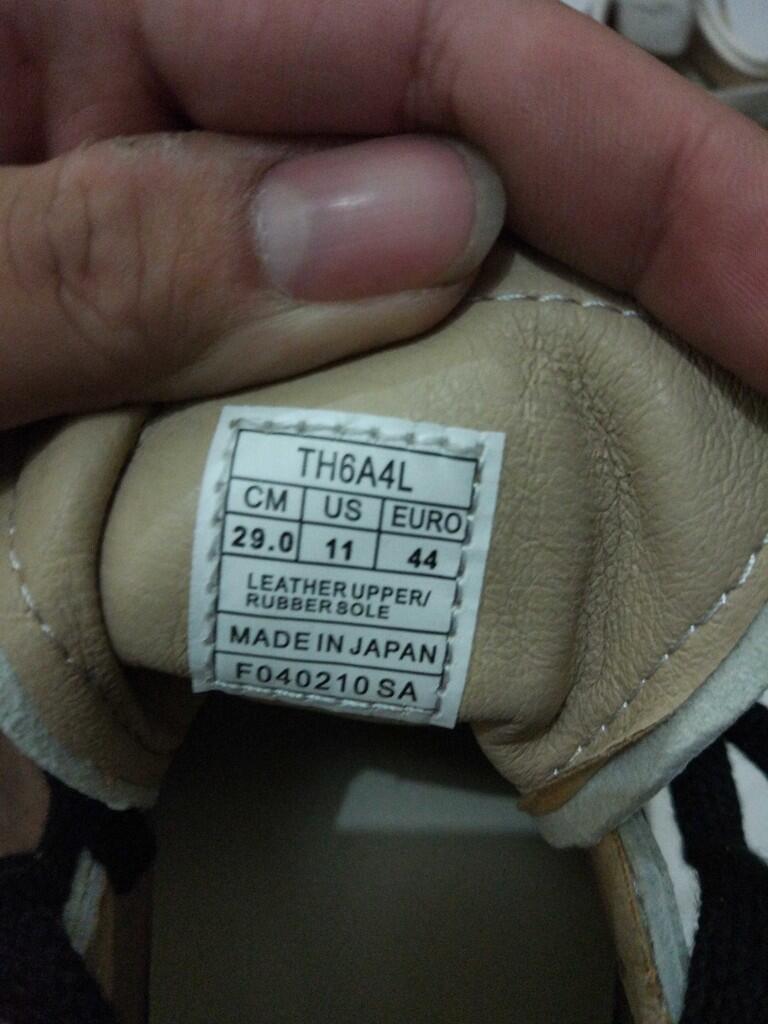 TH6A4L
CM US EURO
29.0 11 44
LEATHER UPPER/
RUBBER SOLE
MADE IN JAPAN
F040210 SA